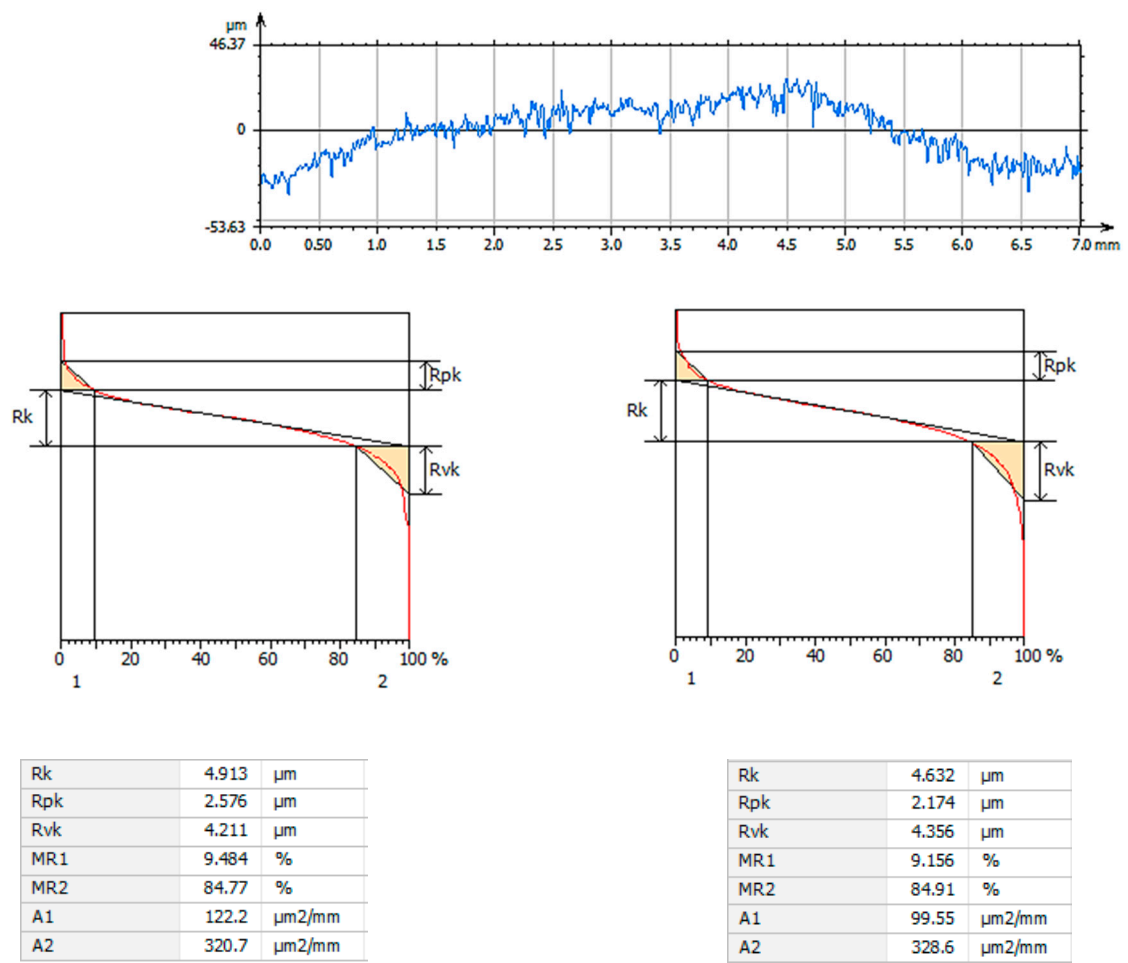 µm
46.37
0
-53.63
0.0 0.50 1.0 1.5 2.0 2.5 3.0 3.5 4.0 4.5 5.0 5.5 6.0 6.5 7.0 mm
Rpk
Rk
Rvk
0 20 40 60 80 100 %
1 2
Rpk
Rk
Rvk
0 20 40 60 80 100 %
1 2
Rk 4.913 µm
Rpk 2.576 µm
Rvk 4.211 µm
MR1 9.484 %
MR2 84.77 %
A1 122.2 µm2/mm
A2 320.7 µm2/mm
Rk 4.632 µm
Rpk 2.174 µm
Rvk 4.356 µm
MR1 9.156 %
MR2 84.91 %
A1 99.55 µm2/mm
A2 328.6 µm2/mm